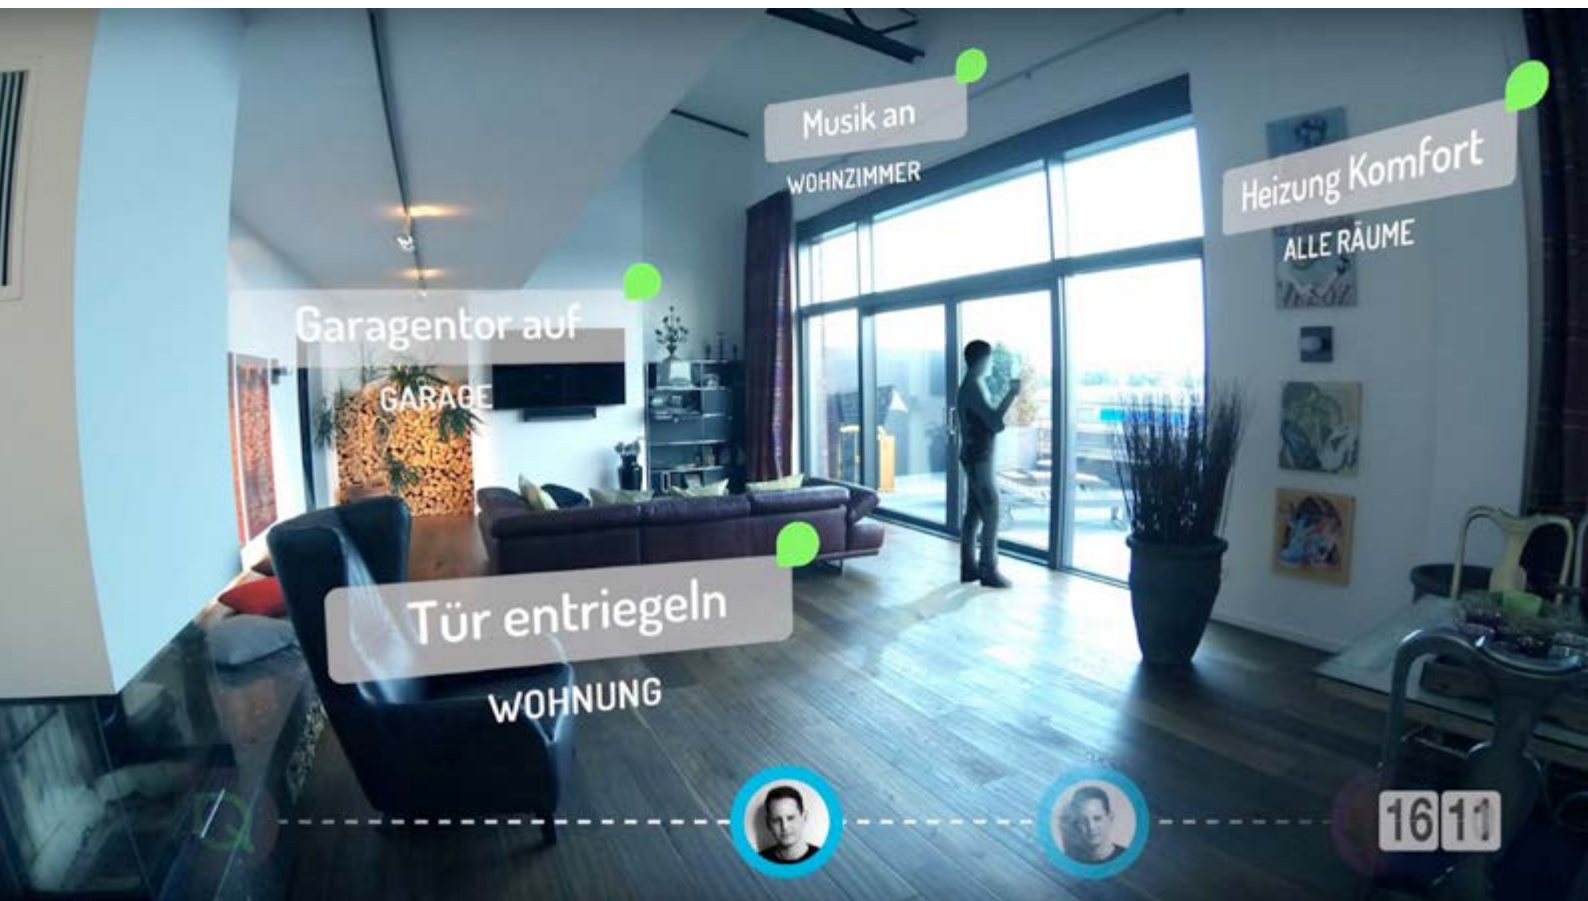 Musik an
WOHNZIMMER
Heizung Komfort
ALLE RÄUME
Garagentor auf
GARAGE
Tür entriegeln
WOHNUNG
16 11